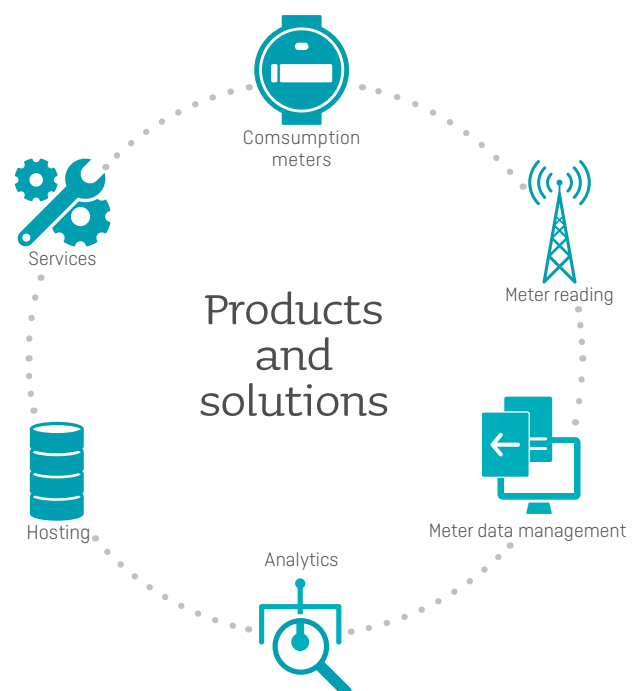 Comsumption
meters
Services
Meter reading
Products
and
solutions
Hosting
Meter data management
Analytics